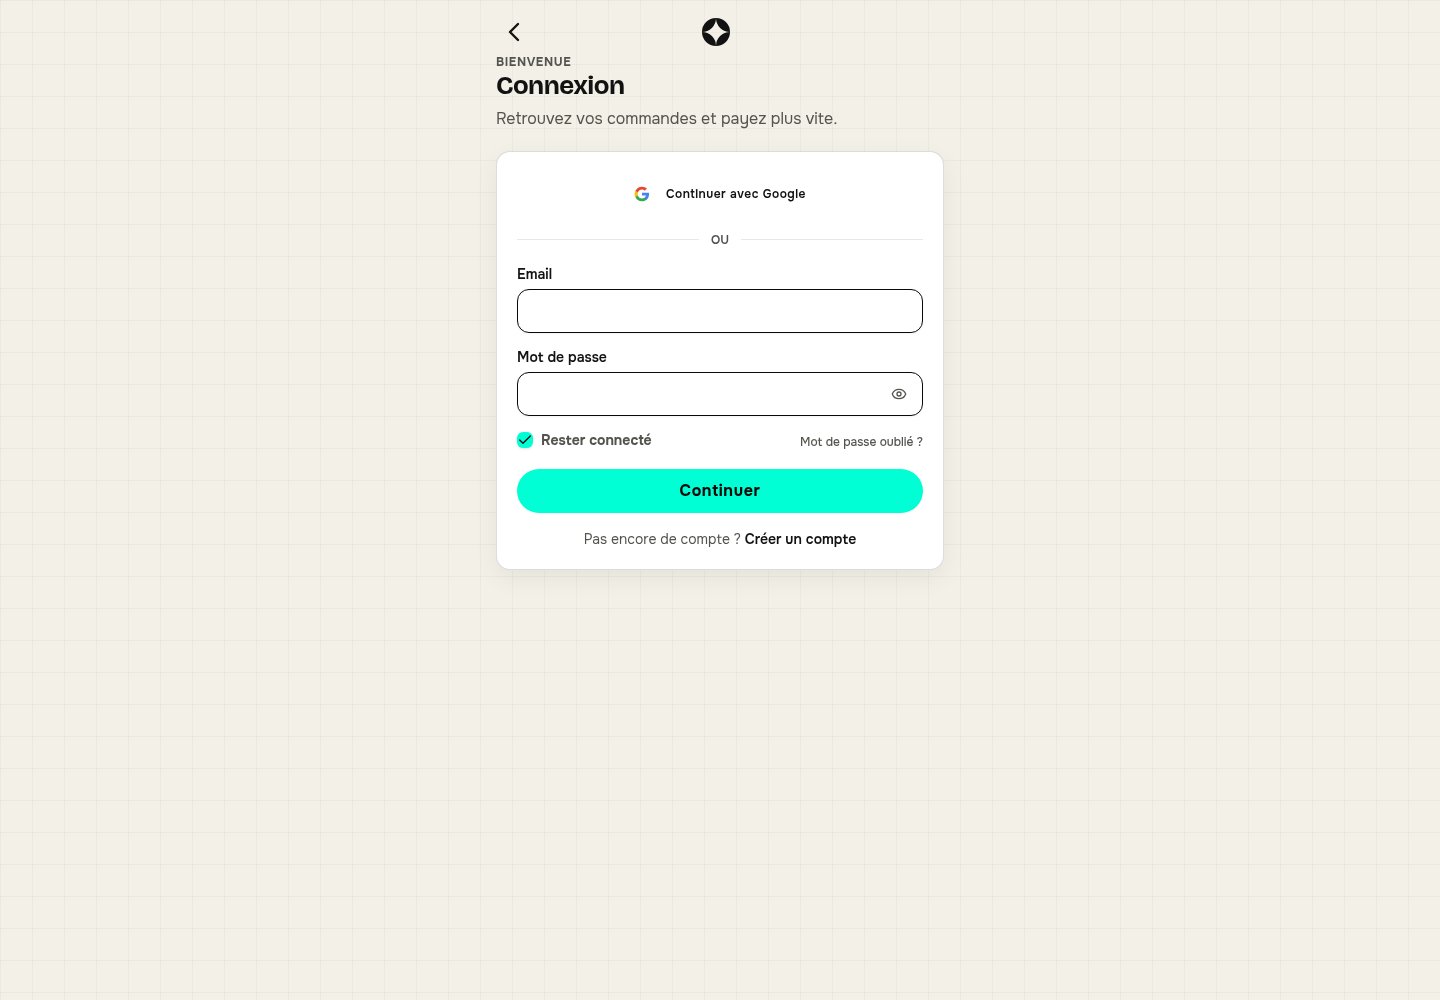 BIENVENUE
Connexion
Retrouvez vos commandes et payez plus vite.
Continuer avec Google
OU
Email
Mot de passe
Rester connecté
Mot de passe oublié ?
Continuer
Pas encore de compte ? Créer un compte